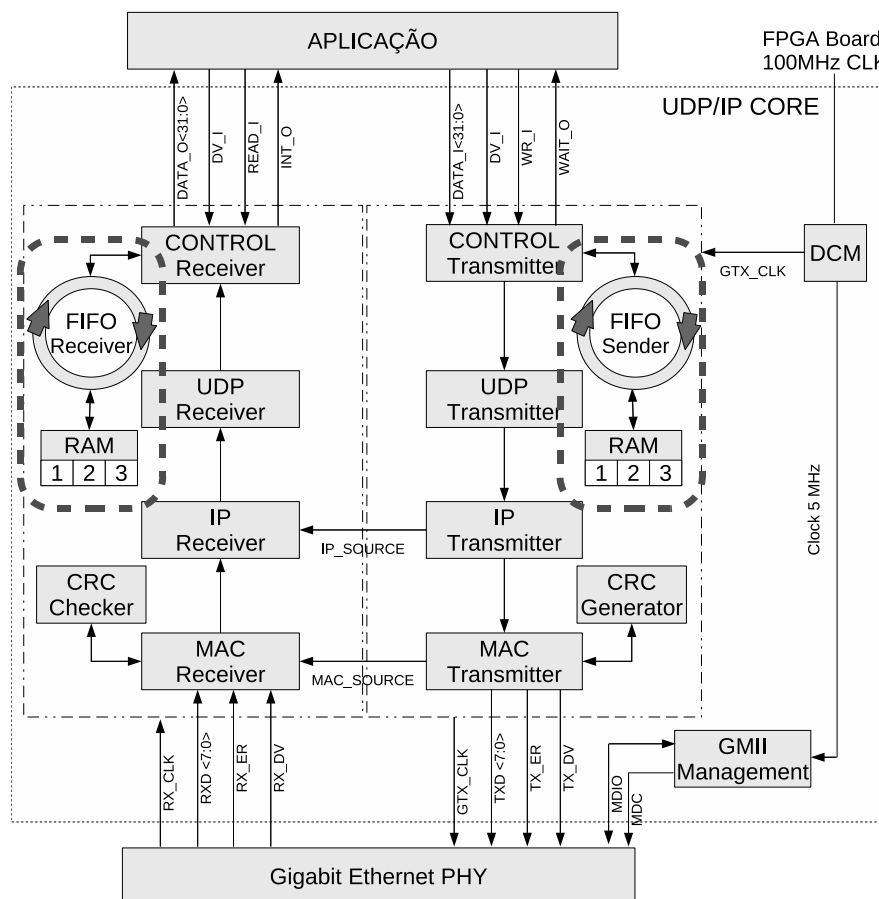 APLICAÇÃO
FPGA Board
100MHz CLK
UDP/IP CORE
DATA_O<31:0>
DV_I
READ_I
INT_O
DATA_I<31:0>
DV_I
WR_I
WAIT_O
CONTROL
Receiver
CONTROL
Transmitter
DCM
GTX_CLK
FIFO
Receiver
FIFO
Sender
UDP
Receiver
UDP
Transmitter
RAM
1 2 3
RAM
1 2 3
Clock 5 MHz
IP
Receiver
IP_SOURCE
IP
Transmitter
CRC
Checker
CRC
Generator
MAC
Receiver
MAC_SOURCE
MAC
Transmitter
RX_CLK
RXD <7:0>
RX_ER
RX_DV
GTX_CLK
TXD <7:0>
TX_ER
TX_DV
MDIO
MDC
GMII
Management
Gigabit Ethernet PHY